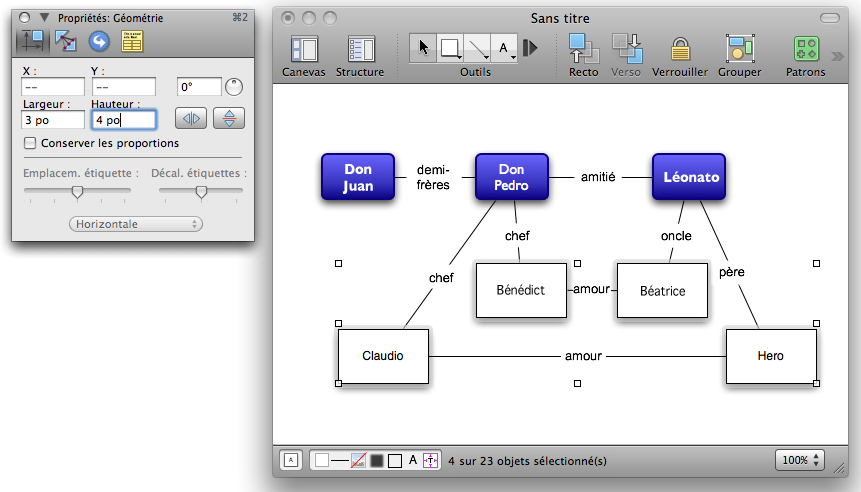 Propriétés: Géométrie ⌘2
X : Y :
-- -- 0°
Largeur : Hauteur :
3 po 4 po
Conserver les proportions
Emplacem. étiquette : Décal. étiquettes :
Horizontale
Sans titre
Canevas Structure Outils Recto Verso Verrouiller Grouper Patrons
A
Don
Juan
demi-
frères
Don
Pedro
amitié
Léonato
chef
oncle
chef
père
Bénédict
amour
Béatrice
Claudio
amour
Hero
A
A
T
4 sur 23 objets sélectionné(s)
100%